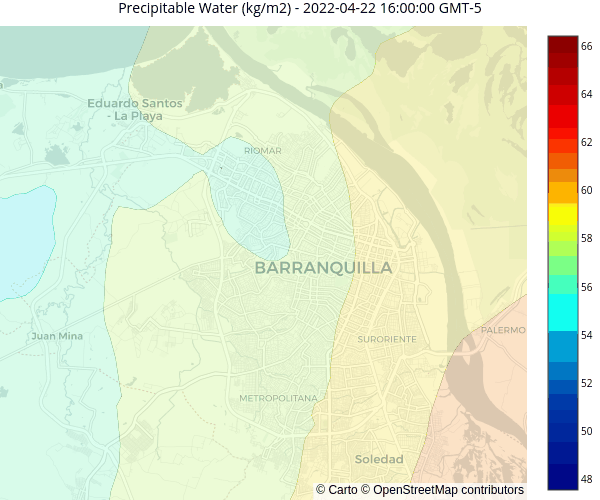 Precipitable Water (kg/m2) - 2022-04-22 16:00:00 GMT-5
66
64
62
60
58
56
54
52
50
48
Eduardo Santos
- La Playa
RIOMAR
BARRANQUILLA
PALERMO
Juan Mina
SURORIENTE
METROPOLITANA
Soledad
© Carto © OpenStreetMap contributors